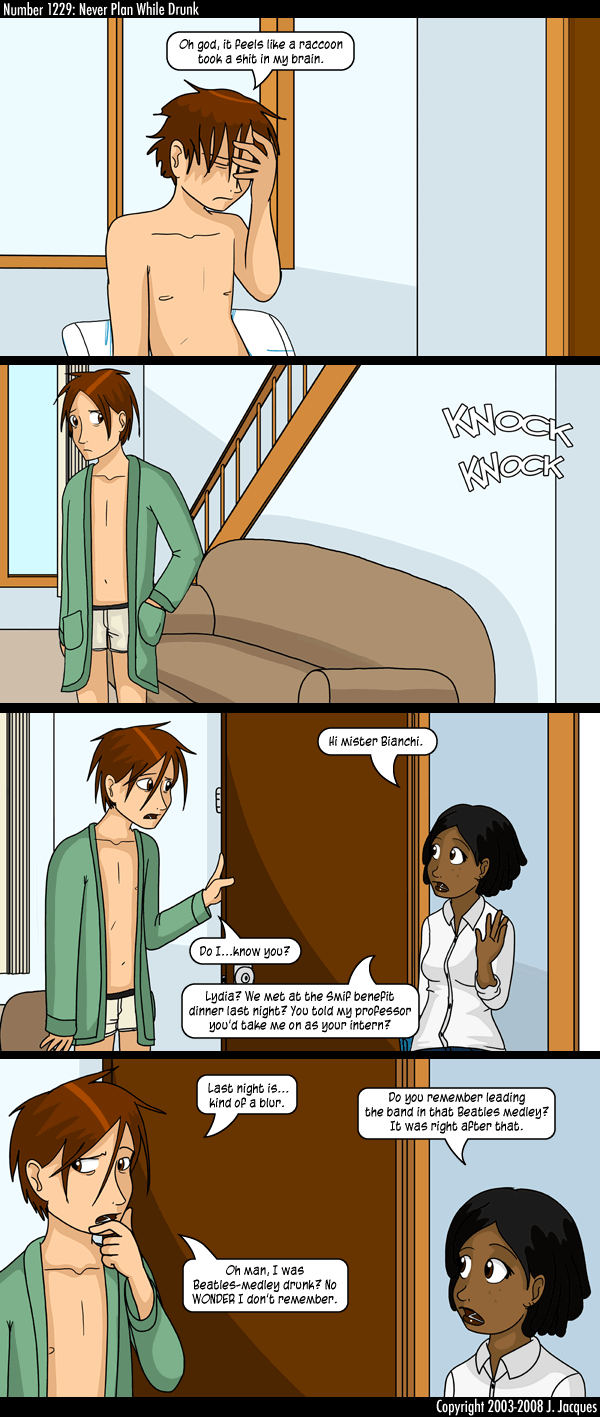 Number 1229: Never Plan While Drunk
Oh god, it feels like a raccoon
took a shit in my brain.
KNOCK
KNOCK
Hi Mister Bianchi.
Do I...know you?
Lydia? We met at the Smif benefit
dinner last night? You told my professor
you'd take me on as your intern?
Last night is...
kind of a blur.
Do you remember leading
the band in that Beatles medley?
It was right after that.
Oh man, I was
Beatles-medley drunk? No
WONDER I don't remember.
Copyright 2003-2008 J. Jacques